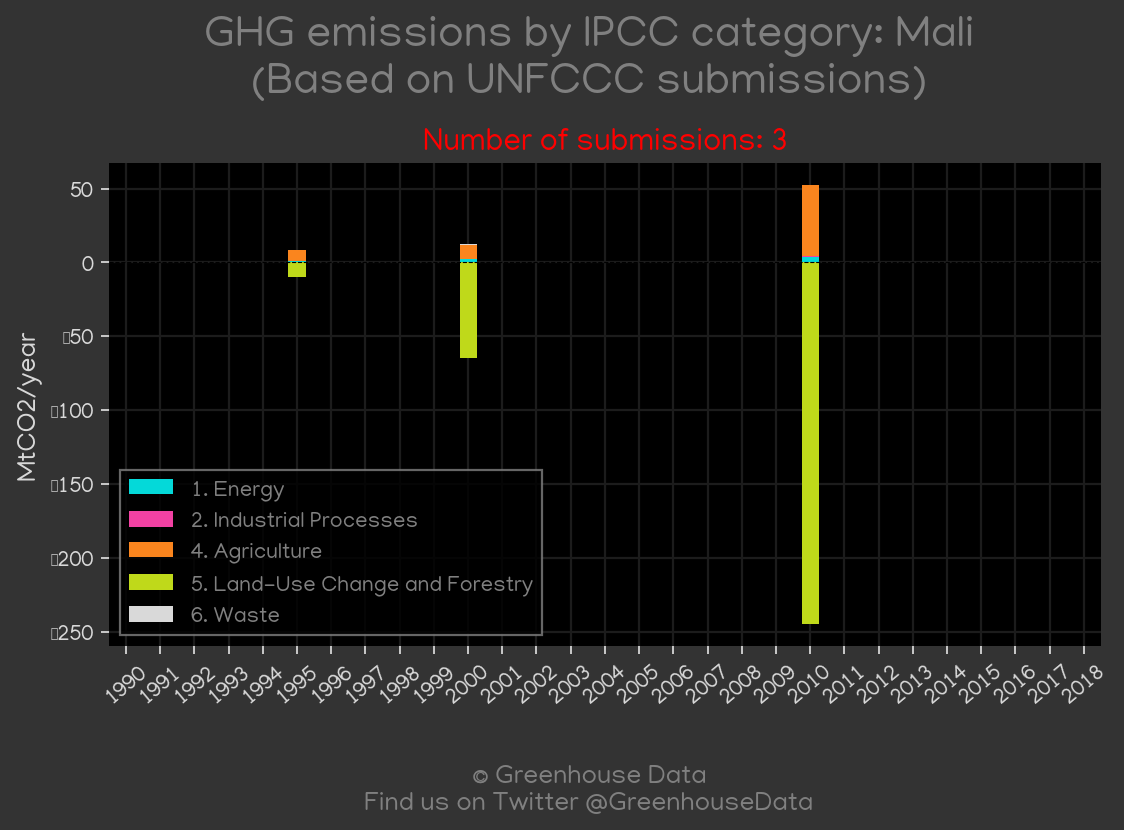 GHG emissions by IPCC category: Mali
(Based on UNFCCC submissions)
Number of submissions: 3
MtCO2/year
50
0
▯50
▯100
▯150
▯200
▯250
1. Energy
2. Industrial Processes
4. Agriculture
5. Land-Use Change and Forestry
6. Waste
1990 1991 1992 1993 1994 1995 1996 1997 1998 1999 2000 2001 2002 2003 2004 2005 2006 2007 2008 2009 2010 2011 2012 2013 2014 2015 2016 2017 2018
© Greenhouse Data
Find us on Twitter @GreenhouseData